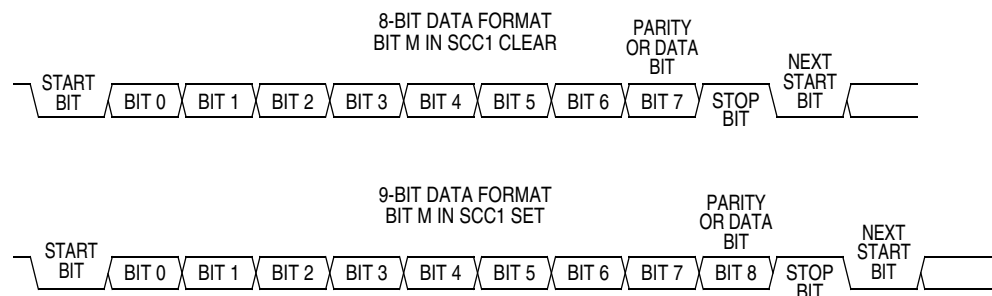 8-BIT DATA FORMAT
BIT M IN SCC1 CLEAR
PARITY
OR DATA
BIT
START
BIT
BIT 0
BIT 1
BIT 2
BIT 3
BIT 4
BIT 5
BIT 6
BIT 7
STOP
BIT
NEXT
START
BIT
9-BIT DATA FORMAT
BIT M IN SCC1 SET
PARITY
OR DATA
BIT
START
BIT
BIT 0
BIT 1
BIT 2
BIT 3
BIT 4
BIT 5
BIT 6
BIT 7
BIT 8
STOP
BIT
NEXT
START
BIT